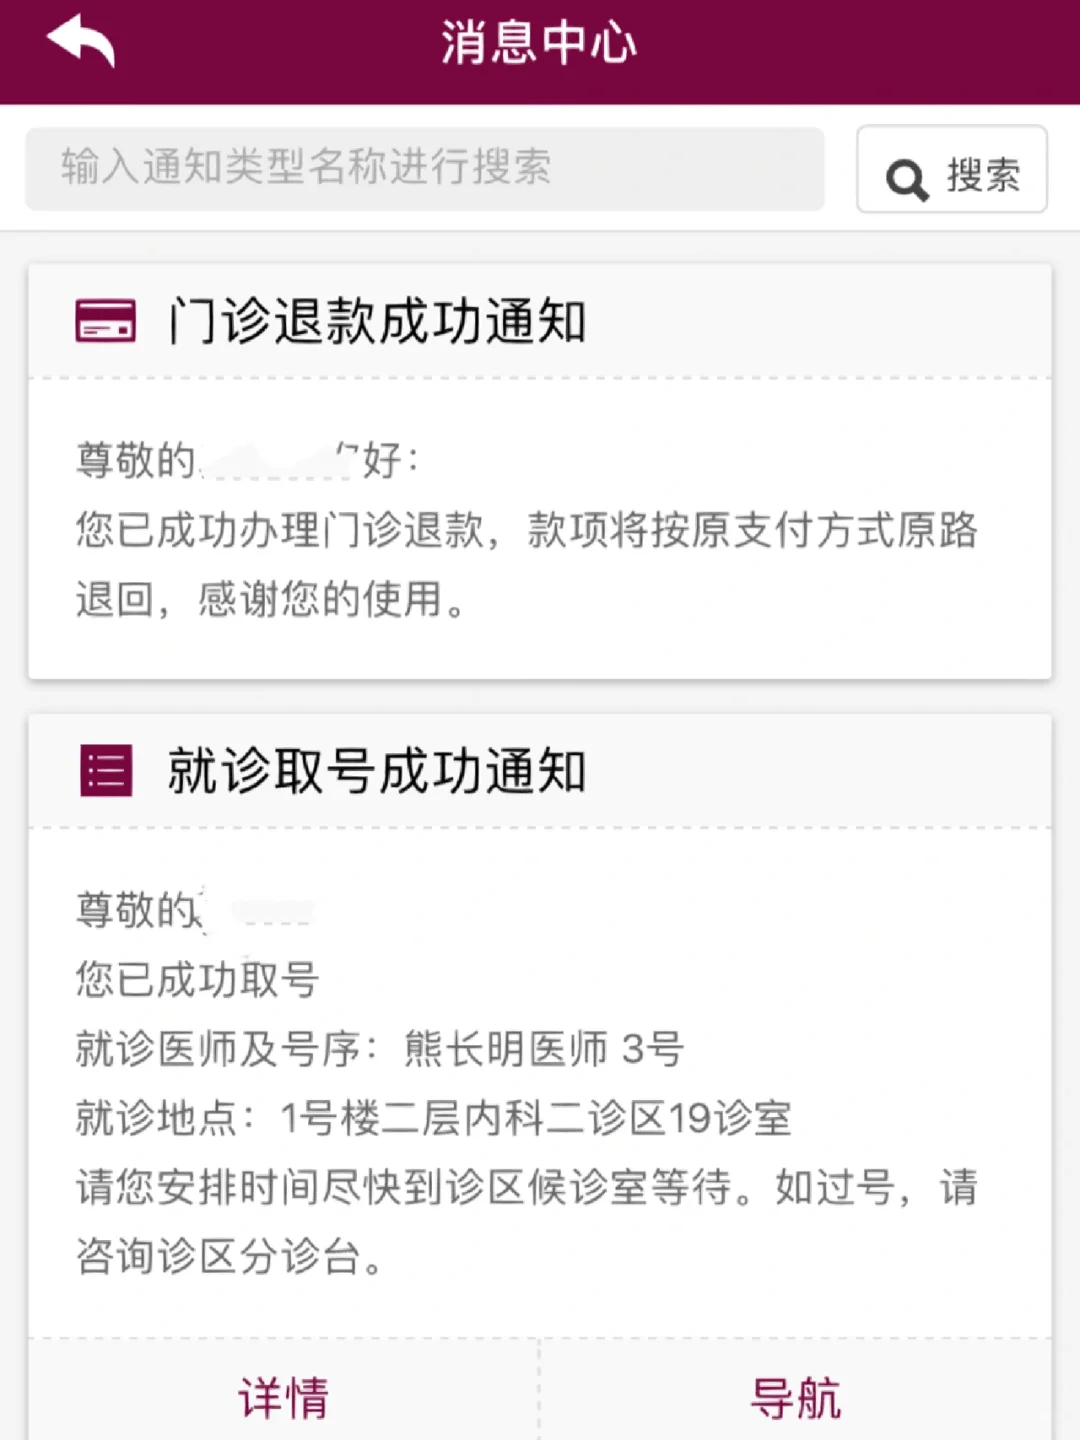 消息中心
输入通知类型名称进行搜索
搜索
门诊退款成功通知
尊敬的 好：
您已成功办理门诊退款，款项将按原支付方式原路
退回，感谢您的使用。
就诊取号成功通知
尊敬的
您已成功取号
就诊医师及号序：熊长明医师 3号
就诊地点：1号楼二层内科二诊区19诊室
请您安排时间尽快到诊区候诊室等待。如过号，请
咨询诊区分诊台。
详情
导航